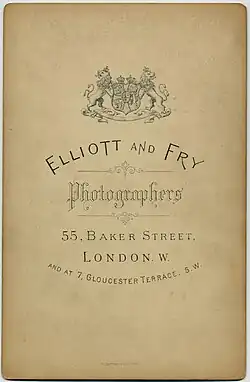 ELLIOTT AND FRY
Photographers
55, BAKER STREET,
LONDON. W.
AND AT 7, GLOUCESTER TERRACE, S.W.